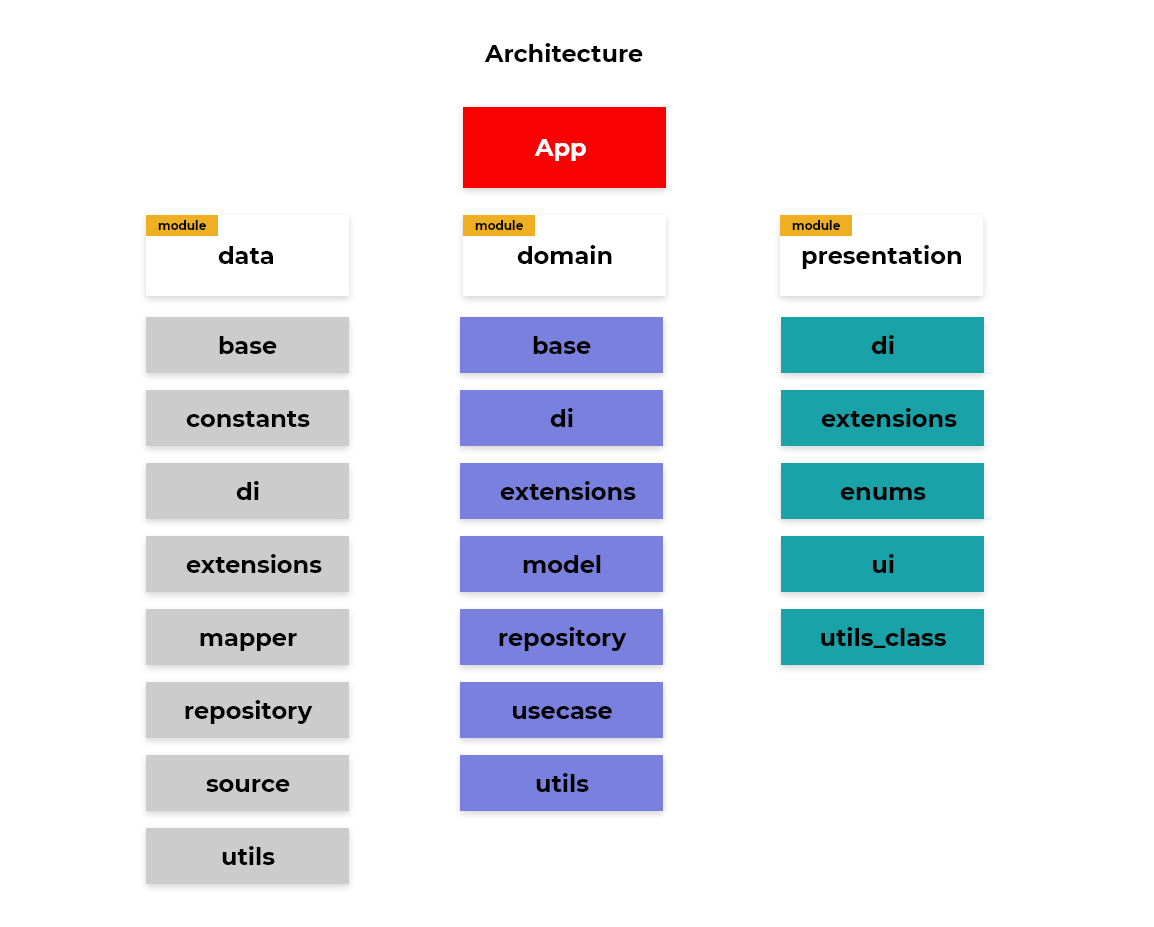 Architecture
App
module
data
base
constants
di
extensions
mapper
repository
source
utils
module
domain
base
di
extensions
model
repository
usecase
utils
module
presentation
di
extensions
enums
ui
utils_class